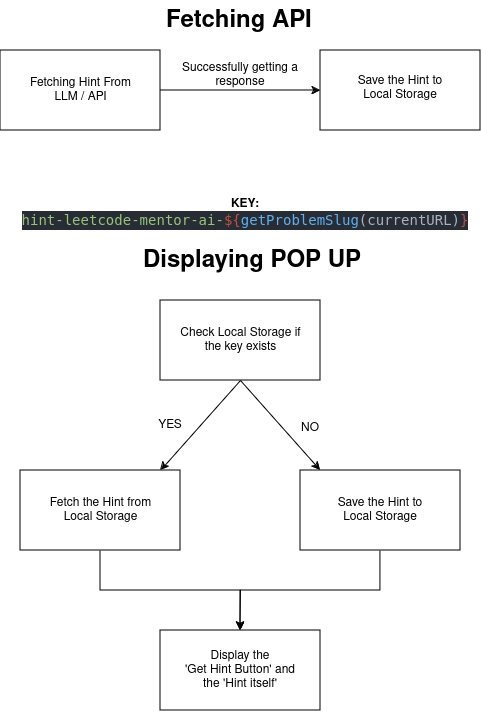 Fetching API
Fetching Hint From
LLM / API
Successfully getting a
response
Save the Hint to
Local Storage
KEY:
hint-leetcode-mentor-ai-${getProblemSlug(currentURL)}
Displaying POP UP
Check Local Storage if
the key exists
YES
NO
Fetch the Hint from
Local Storage
Save the Hint to
Local Storage
Display the
'Get Hint Button' and
the 'Hint itself'